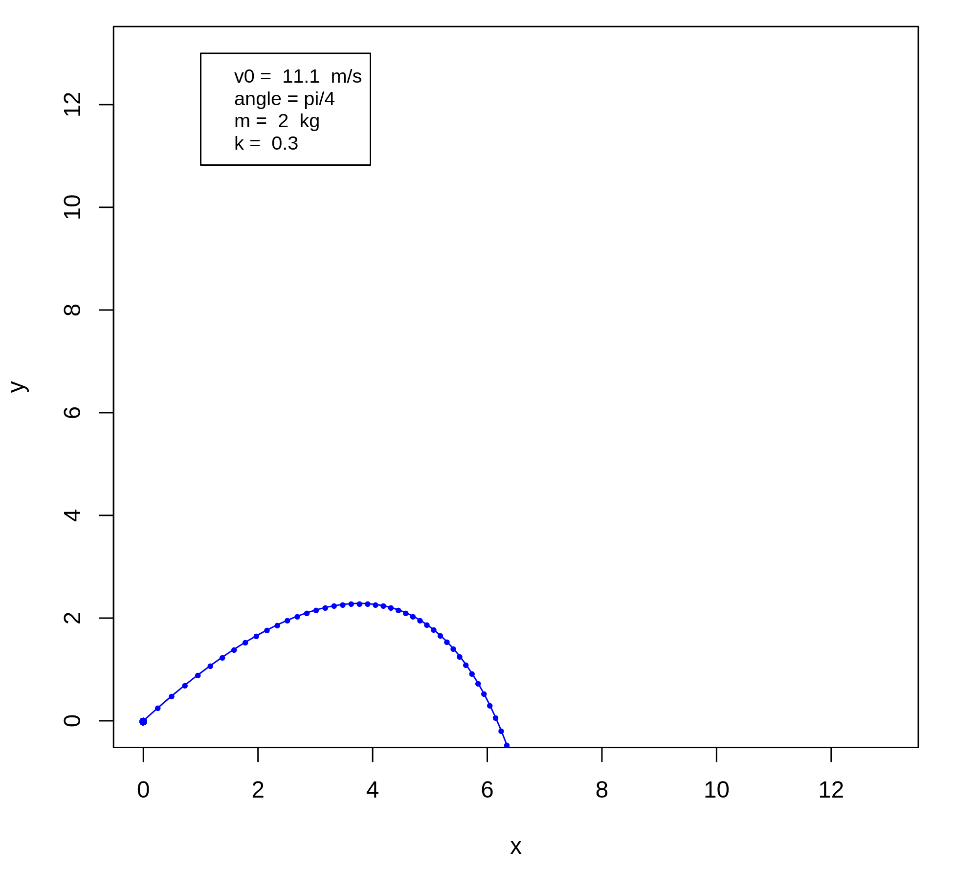 v0 =  11.1  m/s
angle = pi/4
m =  2  kg
k =  0.3
12
10
8
6
4
2
0
y
0 2 4 6 8 10 12
x